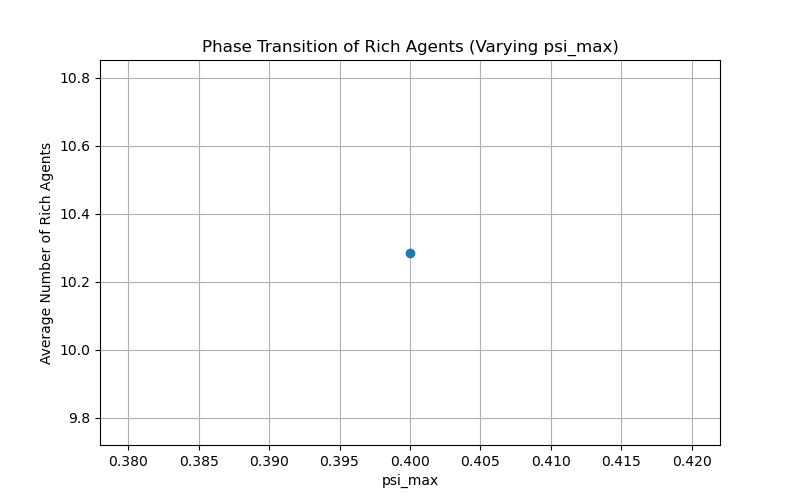 Phase Transition of Rich Agents (Varying psi_max)
Average Number of Rich Agents
10.8
10.6
10.4
10.2
10.0
9.8
0.380 0.385 0.390 0.395 0.400 0.405 0.410 0.415 0.420
psi_max